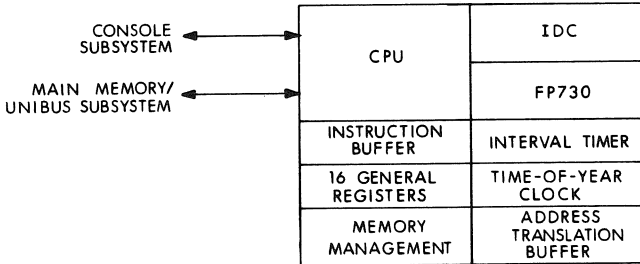 CONSOLE
SUBSYSTEM
MAIN MEMORY/
UNIBUS SUBSYSTEM
CPU
IDC
FP730
INSTRUCTION
BUFFER
INTERVAL TIMER
16 GENERAL
REGISTERS
TIME-OF-YEAR
CLOCK
MEMORY
MANAGEMENT
ADDRESS
TRANSLATION
BUFFER